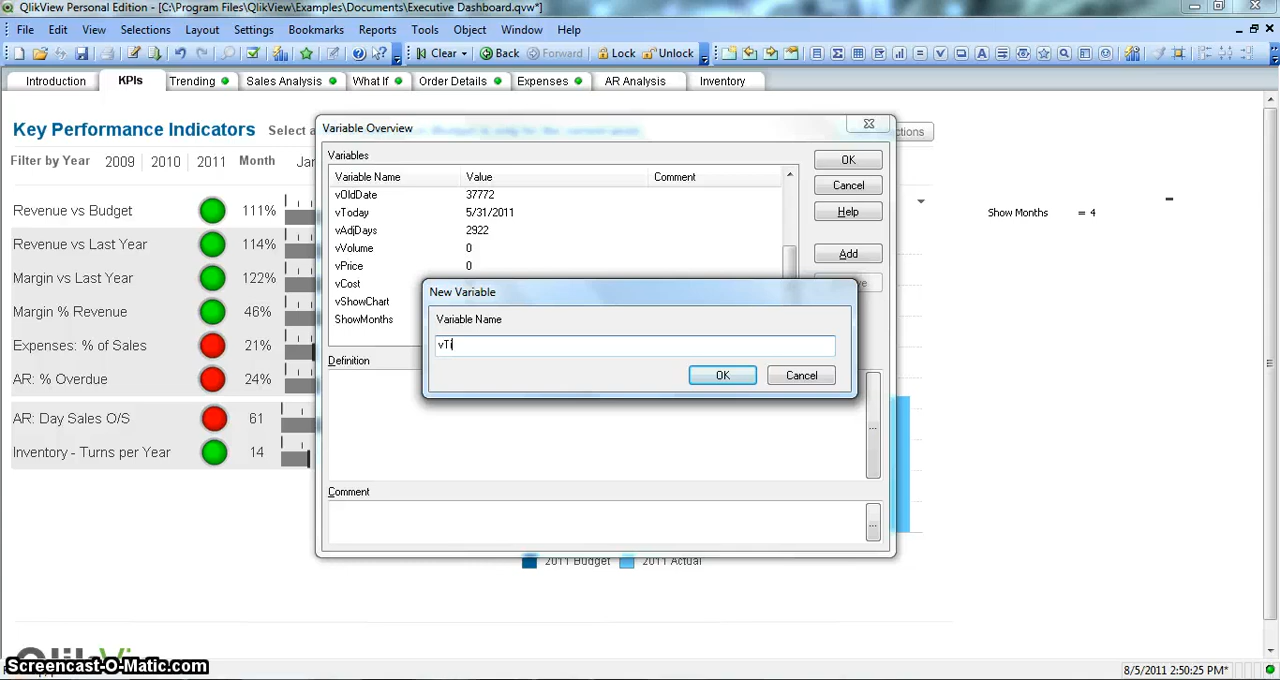 QlikView Personal Edition - [C:\Program Files\QlikView\Examples\Documents\Executive Dashboard.qvw*]
File Edit View Selections Layout Settings Bookmarks Reports Tools Object Window Help
Clear Back Forward Lock Unlock
Introduction KPIs Trending Sales Analysis What If Order Details Expenses AR Analysis Inventory
Key Performance Indicators Select a
Filter by Year 2009 2010 2011 Month Jan
Revenue vs Budget 111%
Revenue vs Last Year 114%
Margin vs Last Year 122%
Margin % Revenue 46%
Expenses: % of Sales 21%
AR: % Overdue 24%
AR: Day Sales O/S 61
Inventory - Turns per Year 14
Variable Overview
Variables
Variable Name Value Comment
vOldDate 37772
vToday 5/31/2011
vAdjDays 2922
vVolume 0
vPrice 0
vCost
vShowChart
ShowMonths
OK
Cancel
Help
Add
Definition
Comment
New Variable
Variable Name
vTi
OK Cancel
Show Months = 4
2011 Budget 2011 Actual
Screencast-O-Matic.com
8/5/2011 2:50:25 PM*